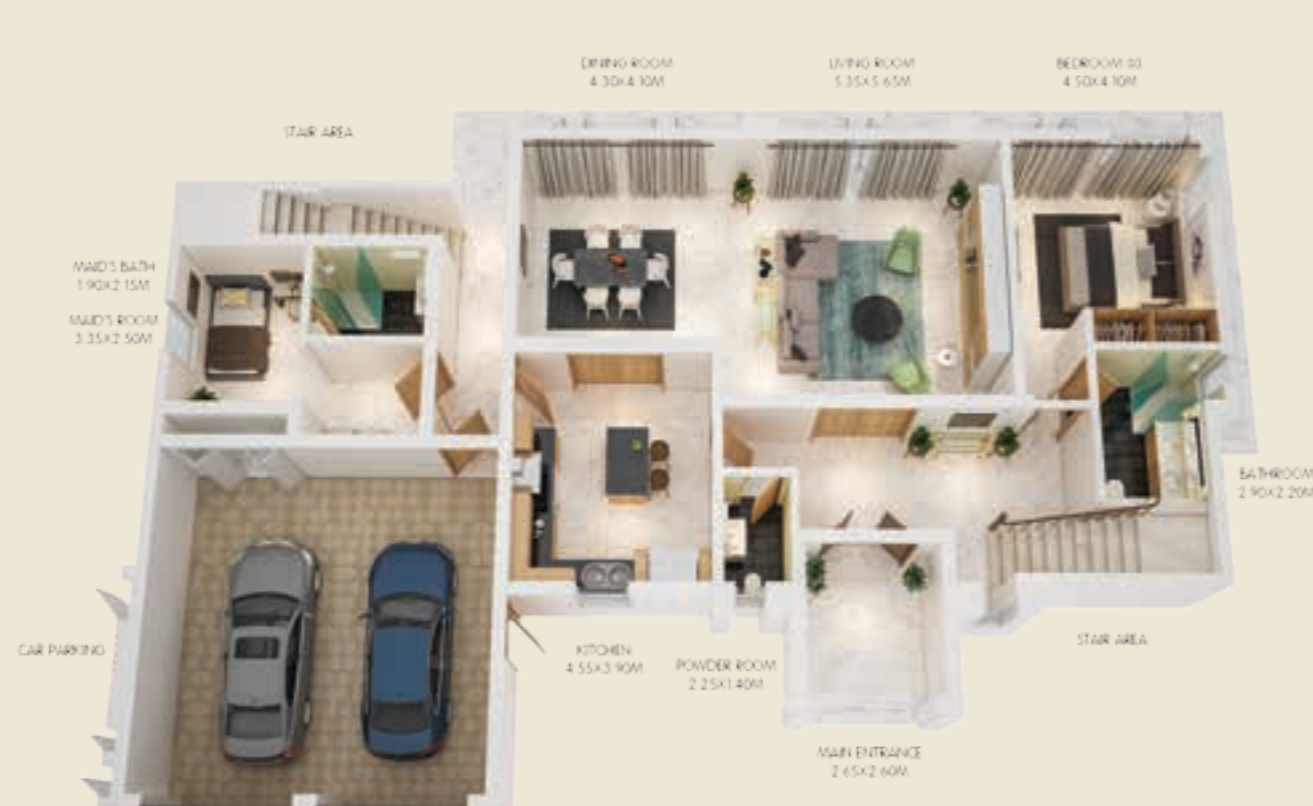 DINING ROOM
4.30X4.10M
LIVING ROOM
5.35X5.65M
BEDROOM 03
4.50X4.10M
STAIR AREA
MAID'S BATH
1.90X2.15M
MAID'S ROOM
3.35X2.50M
BATHROOM
2.90X2.20M
CAR PARKING
KITCHEN
4.55X3.90M
POWDER ROOM
2.25X1.40M
STAIR AREA
MAIN ENTRANCE
2.65X2.60M